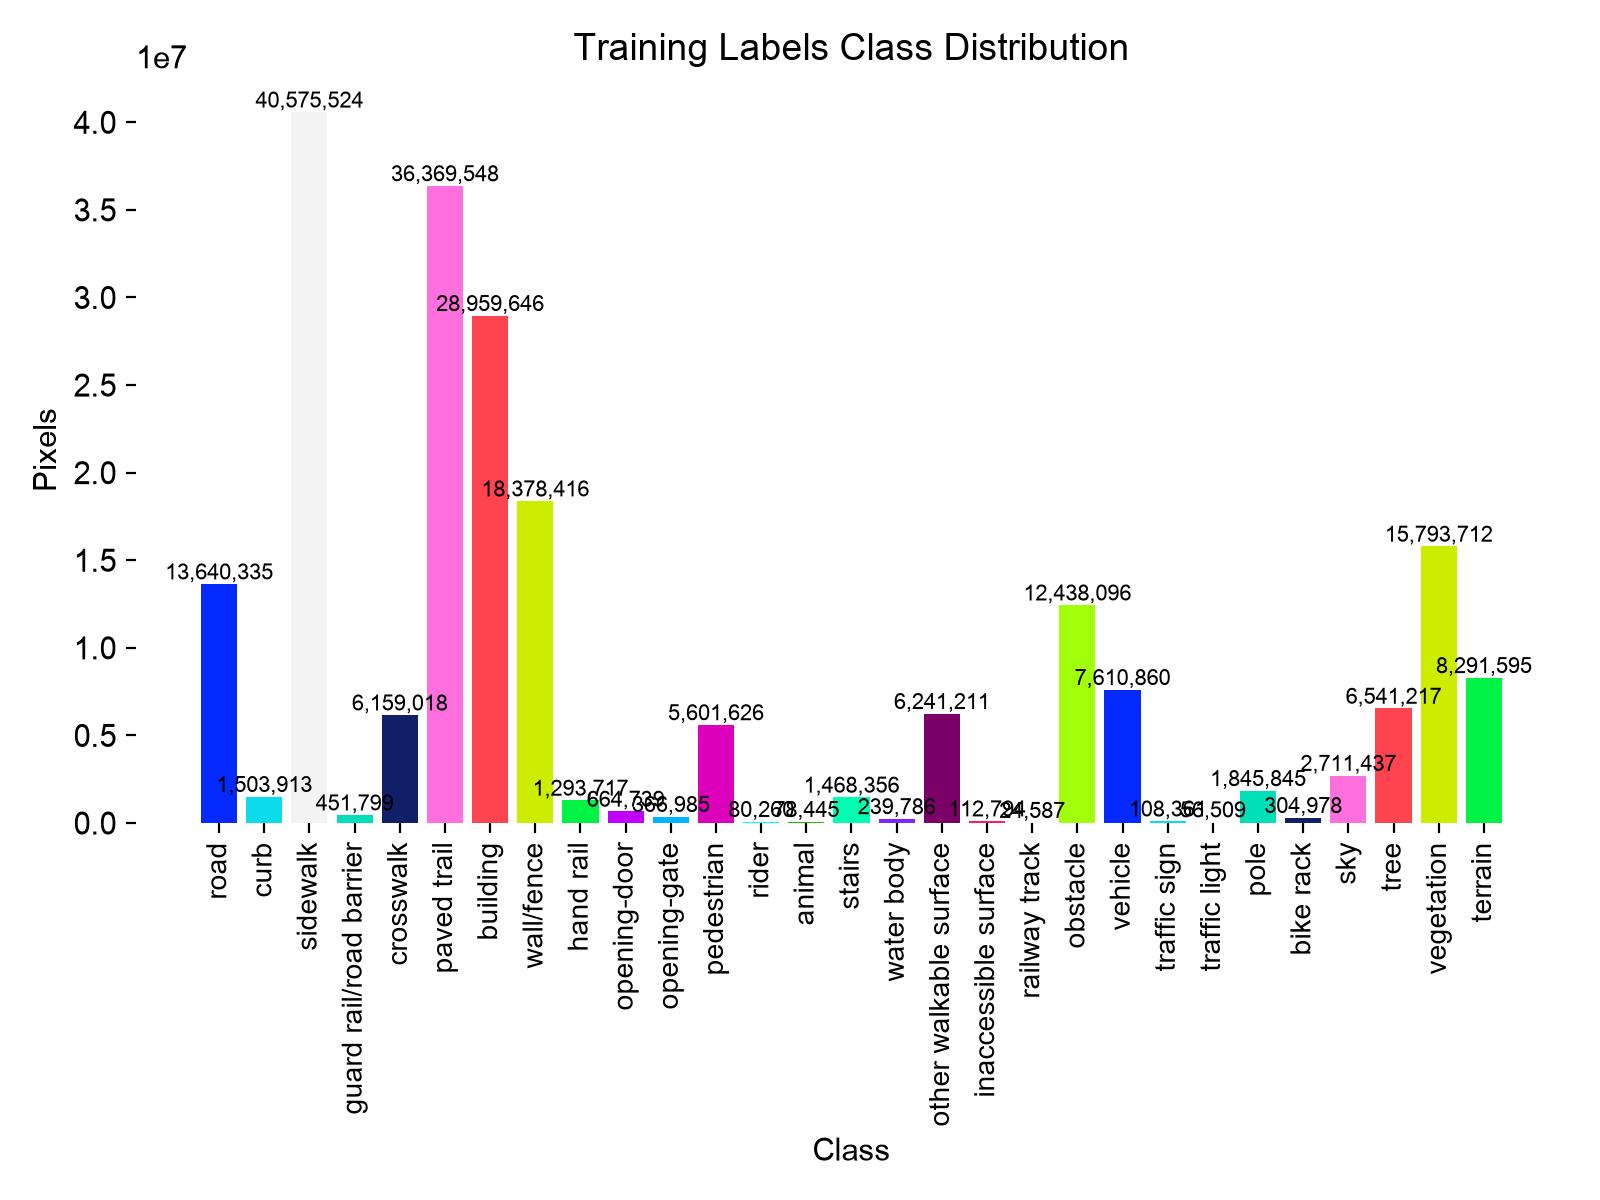 Training Labels Class Distribution
1e7
4.0
3.5
3.0
2.5
2.0
1.5
1.0
0.5
0.0
Pixels
13,640,335
1,503,913
40,575,524
451,799
6,159,018
36,369,548
28,959,646
18,378,416
1,293,717
5,601,626
1,468,356
239,786
6,241,211
12,438,096
7,610,860
1,845,845
304,978
2,711,437
6,541,217
15,793,712
8,291,595
road
curb
sidewalk
guard rail/road barrier
crosswalk
paved trail
building
wall/fence
hand rail
opening-door
opening-gate
pedestrian
rider
animal
stairs
water body
other walkable surface
inaccessible surface
railway track
obstacle
vehicle
traffic sign
traffic light
pole
bike rack
sky
tree
vegetation
terrain
Class